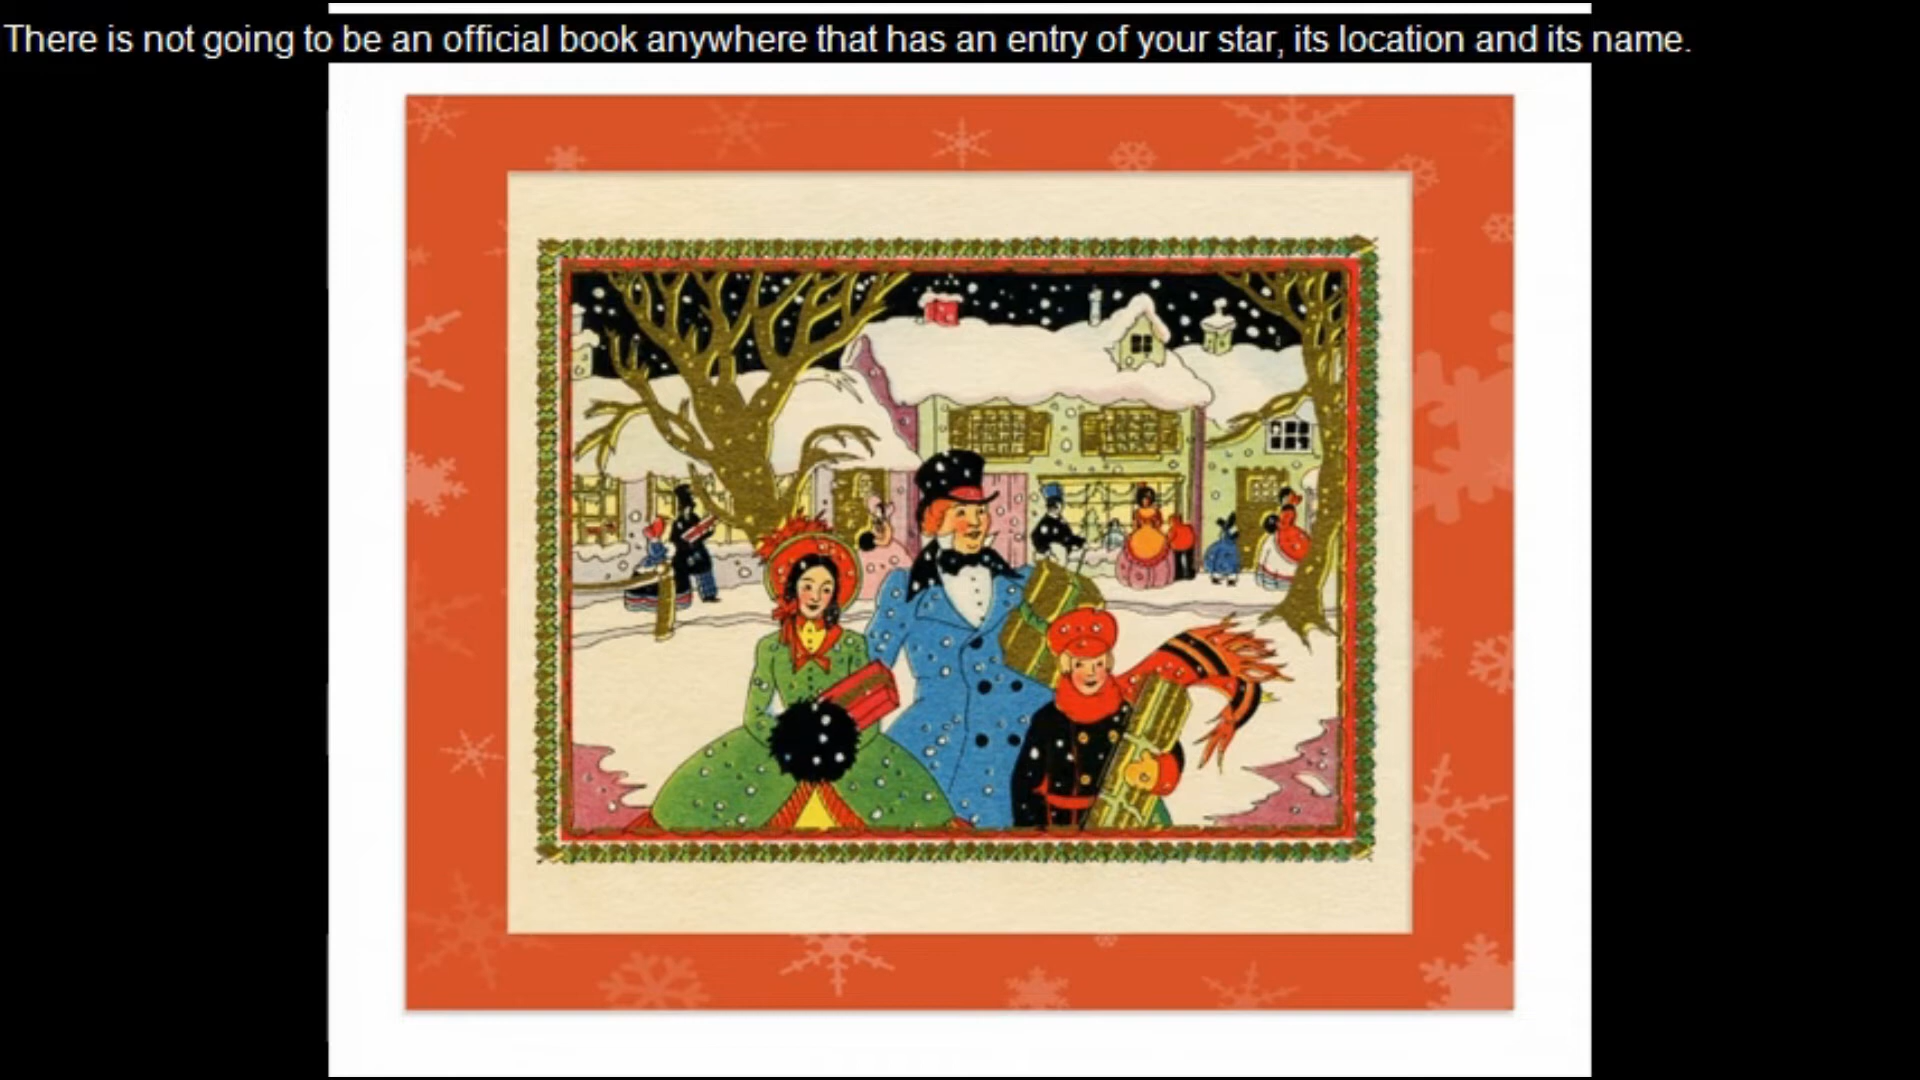 There is not going to be an official book anywhere that has an entry of your star, its location and its name.